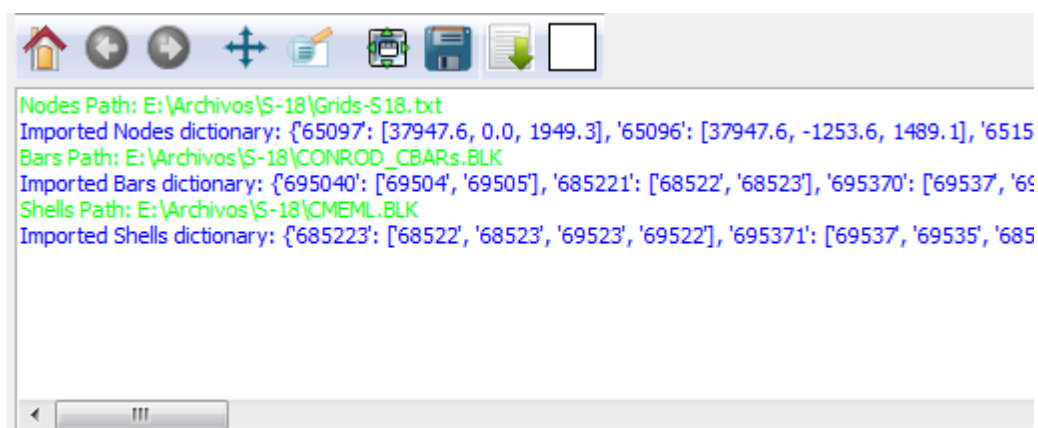 Nodes Path: E:\Archivos\S-18\Grids-S18.txt
Imported Nodes dictionary: {'65097': [37947.6, 0.0, 1949.3], '65096': [37947.6, -1253.6, 1489.1], '6515
Bars Path: E:\Archivos\S-18\CONROD_CBARs.BLK
Imported Bars dictionary: {'695040': ['69504', '69505'], '685221': ['68522', '68523'], '695370': ['69537', '69
Shells Path: E:\Archivos\S-18\CMEML.BLK
Imported Shells dictionary: {'685223': ['68522', '68523', '69523', '69522'], '695371': ['69537', '69535', '685